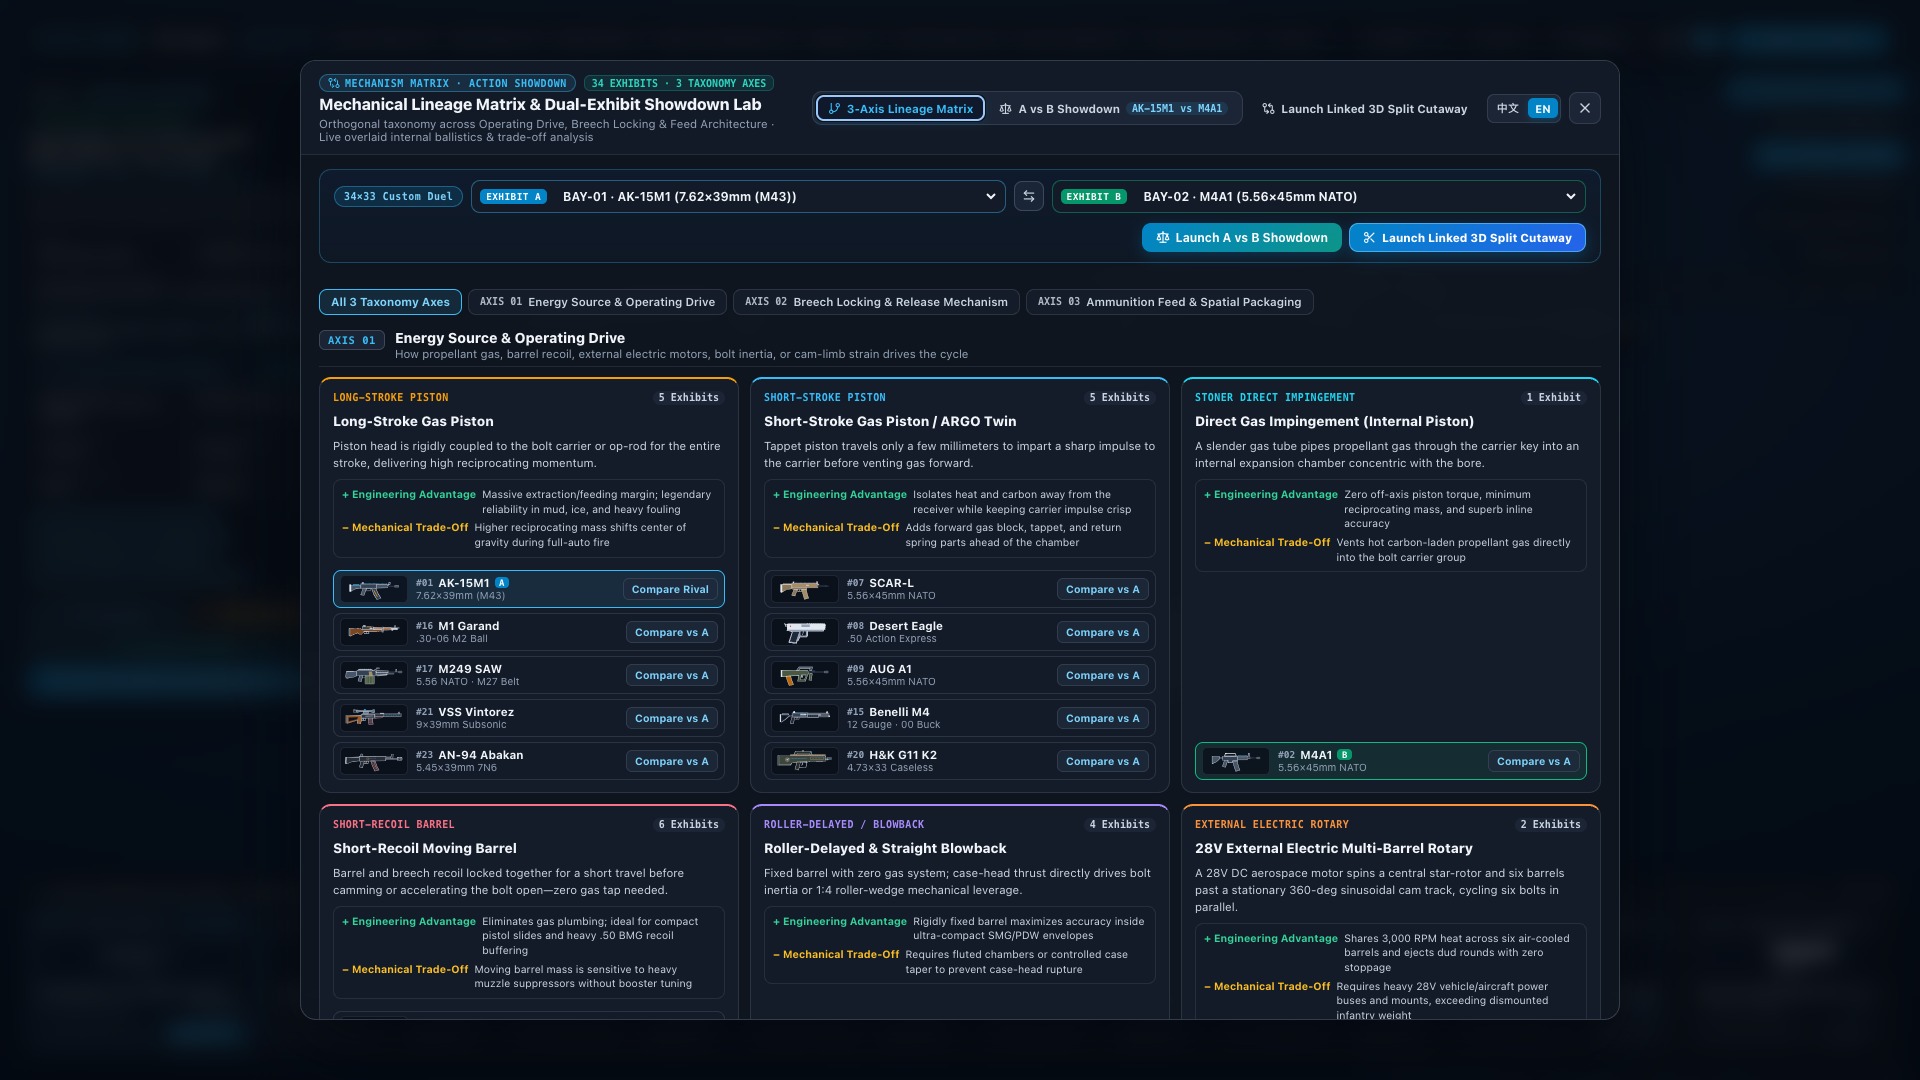 MECHANISM MATRIX · ACTION SHOWDOWN
34 EXHIBITS · 3 TAXONOMY AXES
Mechanical Lineage Matrix & Dual-Exhibit Showdown Lab
Orthogonal taxonomy across Operating Drive, Breech Locking & Feed Architecture ·
Live overlaid internal ballistics & trade-off analysis
3-Axis Lineage Matrix
A vs B Showdown AK-15M1 vs M4A1
Launch Linked 3D Split Cutaway
中文 EN
34×33 Custom Duel
EXHIBIT A BAY-01 · AK-15M1 (7.62×39mm (M43))
EXHIBIT B BAY-02 · M4A1 (5.56×45mm NATO)
Launch A vs B Showdown
Launch Linked 3D Split Cutaway
All 3 Taxonomy Axes
AXIS 01 Energy Source & Operating Drive
AXIS 02 Breech Locking & Release Mechanism
AXIS 03 Ammunition Feed & Spatial Packaging
AXIS 01 Energy Source & Operating Drive
How propellant gas, barrel recoil, external electric motors, bolt inertia, or cam-limb strain drives the cycle
LONG-STROKE PISTON 5 Exhibits
Long-Stroke Gas Piston
Piston head is rigidly coupled to the bolt carrier or op-rod for the entire
stroke, delivering high reciprocating momentum.
+ Engineering Advantage Massive extraction/feeding margin; legendary
reliability in mud, ice, and heavy fouling
− Mechanical Trade-Off Higher reciprocating mass shifts center of
gravity during full-auto fire
#01 AK-15M1 A
7.62×39mm (M43)
Compare Rival
#16 M1 Garand
.30-06 M2 Ball
Compare vs A
#17 M249 SAW
5.56 NATO · M27 Belt
Compare vs A
#21 VSS Vintorez
9×39mm Subsonic
Compare vs A
#23 AN-94 Abakan
5.45×39mm 7N6
Compare vs A
SHORT-STROKE PISTON 5 Exhibits
Short-Stroke Gas Piston / ARGO Twin
Tappet piston travels only a few millimeters to impart a sharp impulse to
the carrier before venting gas forward.
+ Engineering Advantage Isolates heat and carbon away from the
receiver while keeping carrier impulse crisp
− Mechanical Trade-Off Adds forward gas block, tappet, and return
spring parts ahead of the chamber
#07 SCAR-L
5.56×45mm NATO
Compare vs A
#08 Desert Eagle
.50 Action Express
Compare vs A
#09 AUG A1
5.56×45mm NATO
Compare vs A
#15 Benelli M4
12 Gauge · 00 Buck
Compare vs A
#20 H&K G11 K2
4.73×33 Caseless
Compare vs A
STONER DIRECT IMPINGEMENT 1 Exhibit
Direct Gas Impingement (Internal Piston)
A slender gas tube pipes propellant gas through the carrier key into an
internal expansion chamber concentric with the bore.
+ Engineering Advantage Zero off-axis piston torque, minimum
reciprocating mass, and superb inline
accuracy
− Mechanical Trade-Off Vents hot carbon-laden propellant gas directly
into the bolt carrier group
#02 M4A1 B
5.56×45mm NATO
Compare vs A
SHORT-RECOIL BARREL 6 Exhibits
Short-Recoil Moving Barrel
Barrel and breech recoil locked together for a short travel before
camming or accelerating the bolt open—zero gas tap needed.
+ Engineering Advantage Eliminates gas plumbing; ideal for compact
pistol slides and heavy .50 BMG recoil
buffering
− Mechanical Trade-Off Moving barrel mass is sensitive to heavy
muzzle suppressors without booster tuning
ROLLER-DELAYED / BLOWBACK 4 Exhibits
Roller-Delayed & Straight Blowback
Fixed barrel with zero gas system; case-head thrust directly drives bolt
inertia or 1:4 roller-wedge mechanical leverage.
+ Engineering Advantage Rigidly fixed barrel maximizes accuracy inside
ultra-compact SMG/PDW envelopes
− Mechanical Trade-Off Requires fluted chambers or controlled case
taper to prevent case-head rupture
EXTERNAL ELECTRIC ROTARY 2 Exhibits
28V External Electric Multi-Barrel Rotary
A 28V DC aerospace motor spins a central star-rotor and six barrels
past a stationary 360-deg sinusoidal cam track, cycling six bolts in
parallel.
+ Engineering Advantage Shares 3,000 RPM heat across six air-cooled
barrels and ejects dud rounds with zero
stoppage
− Mechanical Trade-Off Requires heavy 28V vehicle/aircraft power
buses and mounts, exceeding dismounted
infantry weight